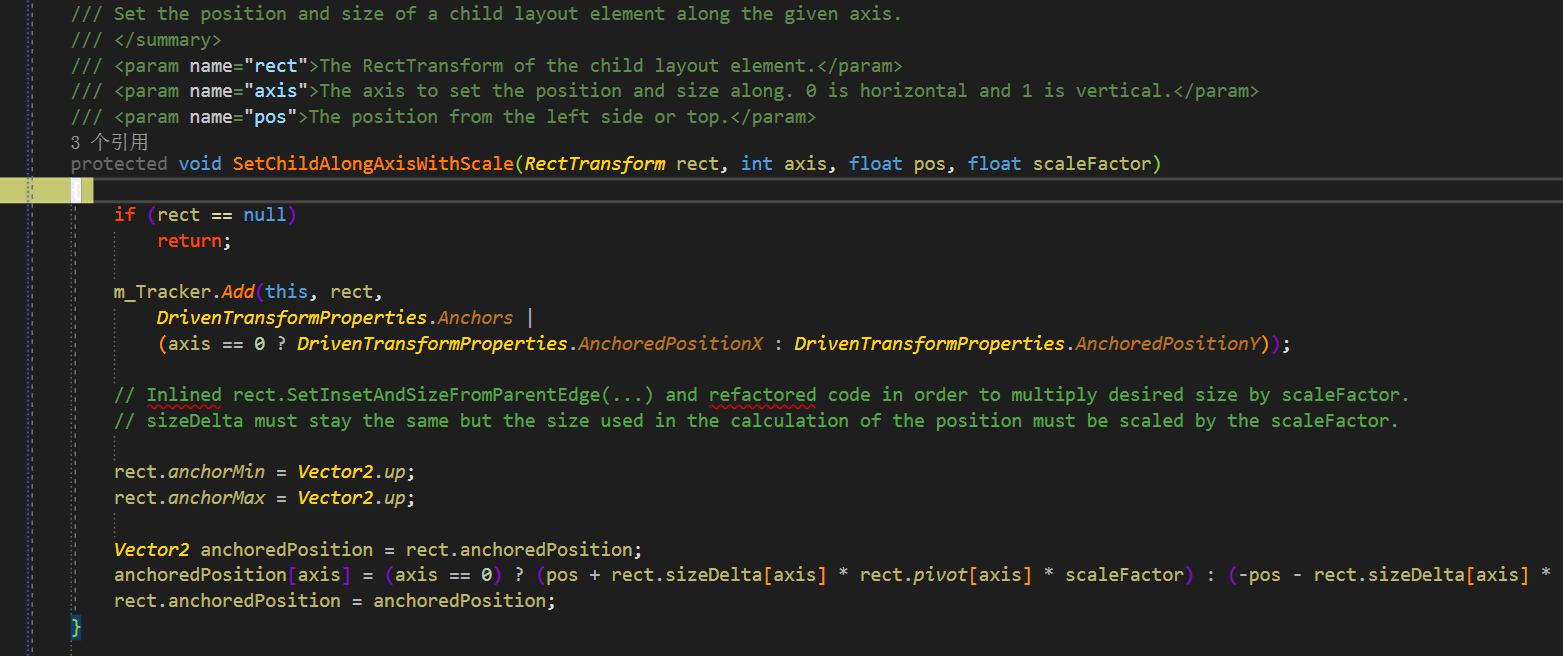 /// Set the position and size of a child layout element along the given axis.
/// </summary>
/// <param name="rect">The RectTransform of the child layout element.</param>
/// <param name="axis">The axis to set the position and size along. 0 is horizontal and 1 is vertical.</param>
/// <param name="pos">The position from the left side or top.</param>
3 个引用
protected void SetChildAlongAxisWithScale(RectTransform rect, int axis, float pos, float scaleFactor)
{
if (rect == null)
return;
m_Tracker.Add(this, rect,
DrivenTransformProperties.Anchors |
(axis == 0 ? DrivenTransformProperties.AnchoredPositionX : DrivenTransformProperties.AnchoredPositionY));
// Inlined rect.SetInsetAndSizeFromParentEdge(...) and refactored code in order to multiply desired size by scaleFactor.
// sizeDelta must stay the same but the size used in the calculation of the position must be scaled by the scaleFactor.
rect.anchorMin = Vector2.up;
rect.anchorMax = Vector2.up;
Vector2 anchoredPosition = rect.anchoredPosition;
anchoredPosition[axis] = (axis == 0) ? (pos + rect.sizeDelta[axis] * rect.pivot[axis] * scaleFactor) : (-pos - rect.sizeDelta[axis] *
rect.anchoredPosition = anchoredPosition;
}